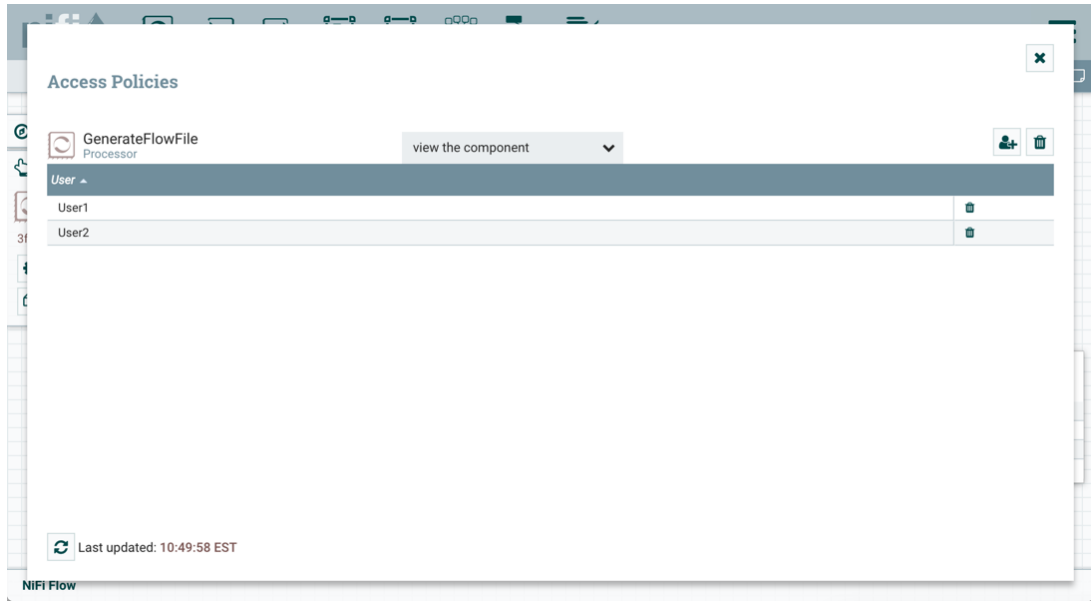 Access Policies
GenerateFlowFile
Processor
view the component
User
User1
User2
Last updated: 10:49:58 EST
NiFi Flow